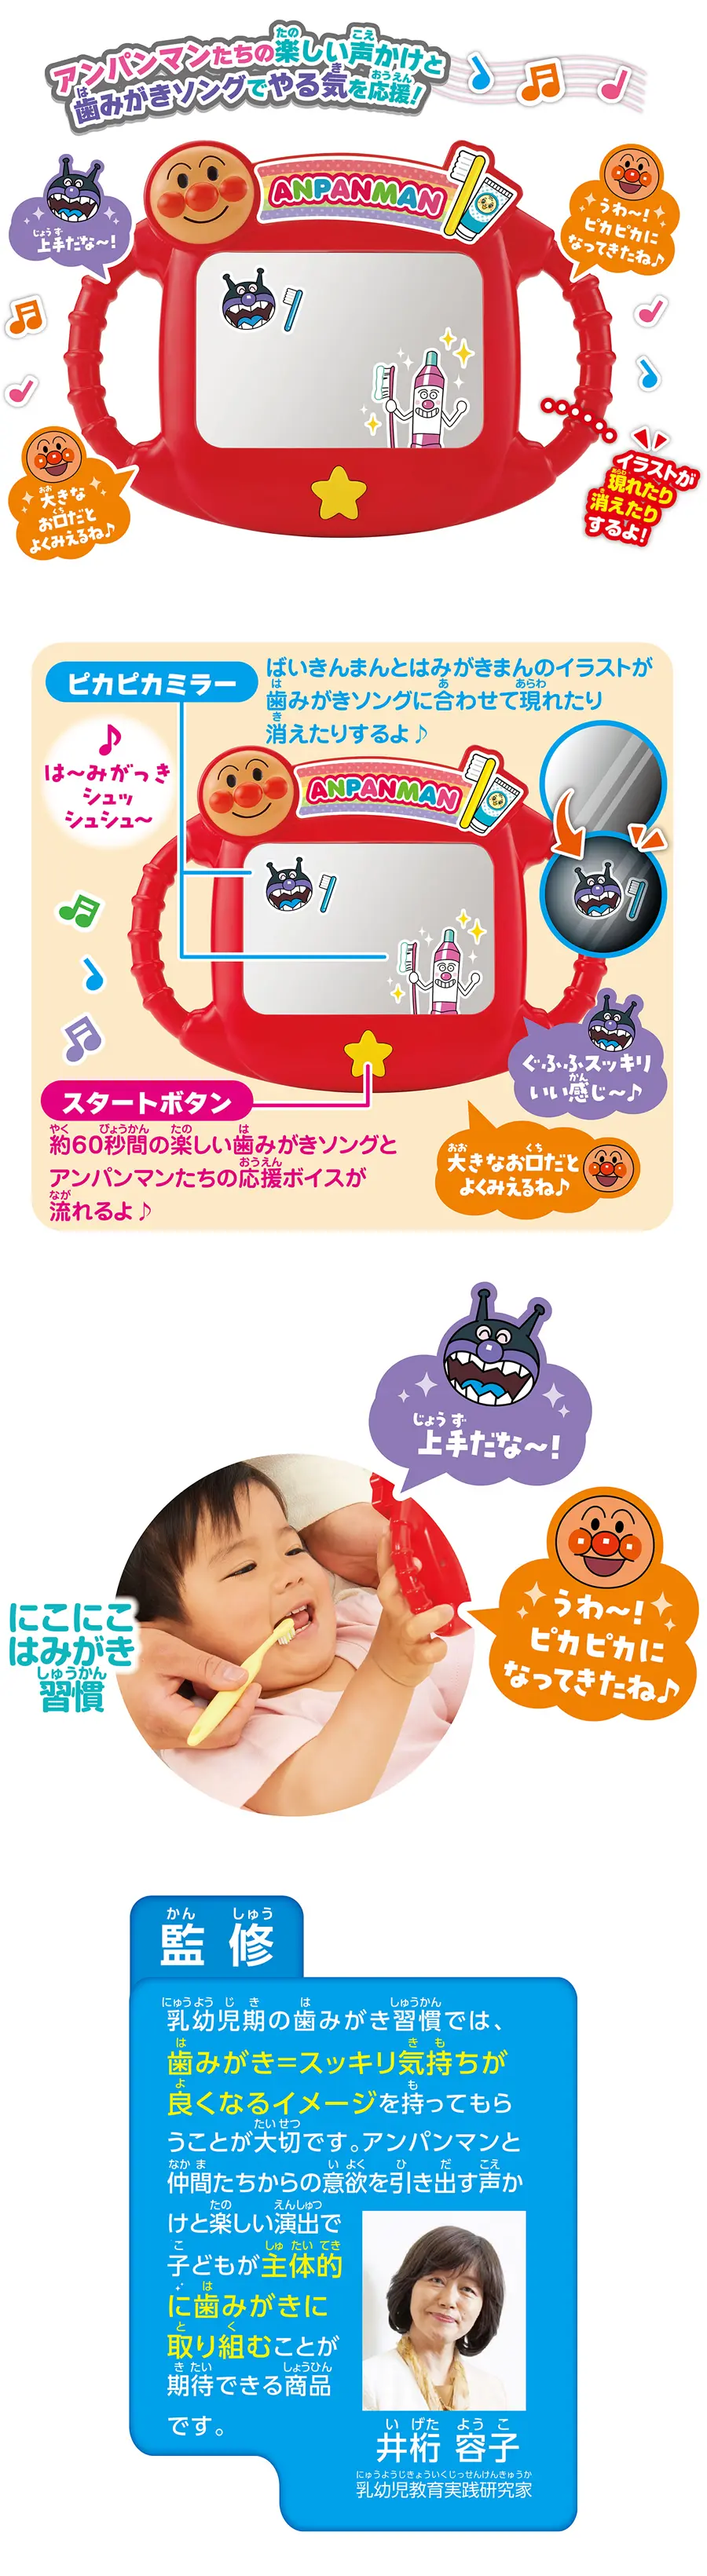 アンパンマンたちの楽しい声かけと
歯みがきソングでやる気を応援!
ANPANMAN
上手だな〜!
うわ〜!
ピカピカに
なってきたね♪
大きな
お口だと
よくみえるね♪
イラストが
現れたり
消えたり
するよ!
ピカピカミラー
ばいきんまんとはみがきまんのイラストが
歯みがきソングに合わせて現れたり
消えたりするよ♪
は〜みがっき
シュッ
シュシュ〜
ANPANMAN
ぐふふスッキリ
いい感じ〜♪
スタートボタン
約60秒間の楽しい歯みがきソングと
アンパンマンたちの応援ボイスが
流れるよ♪
大きなお口だと
よくみえるね♪
上手だな〜!
うわ〜!
ピカピカに
なってきたね♪
にこにこ
はみがき
習慣
監修
乳幼児期の歯みがき習慣では、
歯みがき=スッキリ気持ちが
良くなるイメージを持ってもら
うことが大切です。アンパンマンと
仲間たちからの意欲を引き出す声か
けと楽しい演出で
子どもが主体的
に歯みがきに
取り組むことが
期待できる商品
です。
井桁 容子
乳幼児教育実践研究家